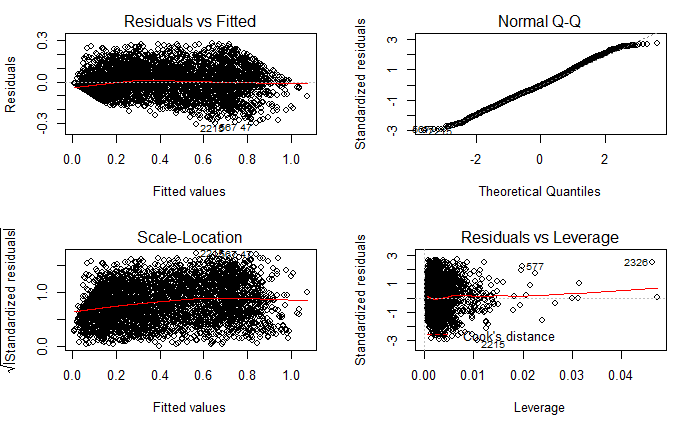 Residuals vs Fitted
Residuals
0.3
0.0
-0.3
2215 667 47
0.0 0.2 0.4 0.6 0.8 1.0
Fitted values
Normal Q-Q
Standardized residuals
3
1
-1
-3
-2 0 2
Theoretical Quantiles
Scale-Location
√|Standardized residuals|
1.0
0.0
0.0 0.2 0.4 0.6 0.8 1.0
Fitted values
Residuals vs Leverage
Standardized residuals
3
1
-1
-3
577
2326
Cook's distance
2215
0.00 0.01 0.02 0.03 0.04
Leverage